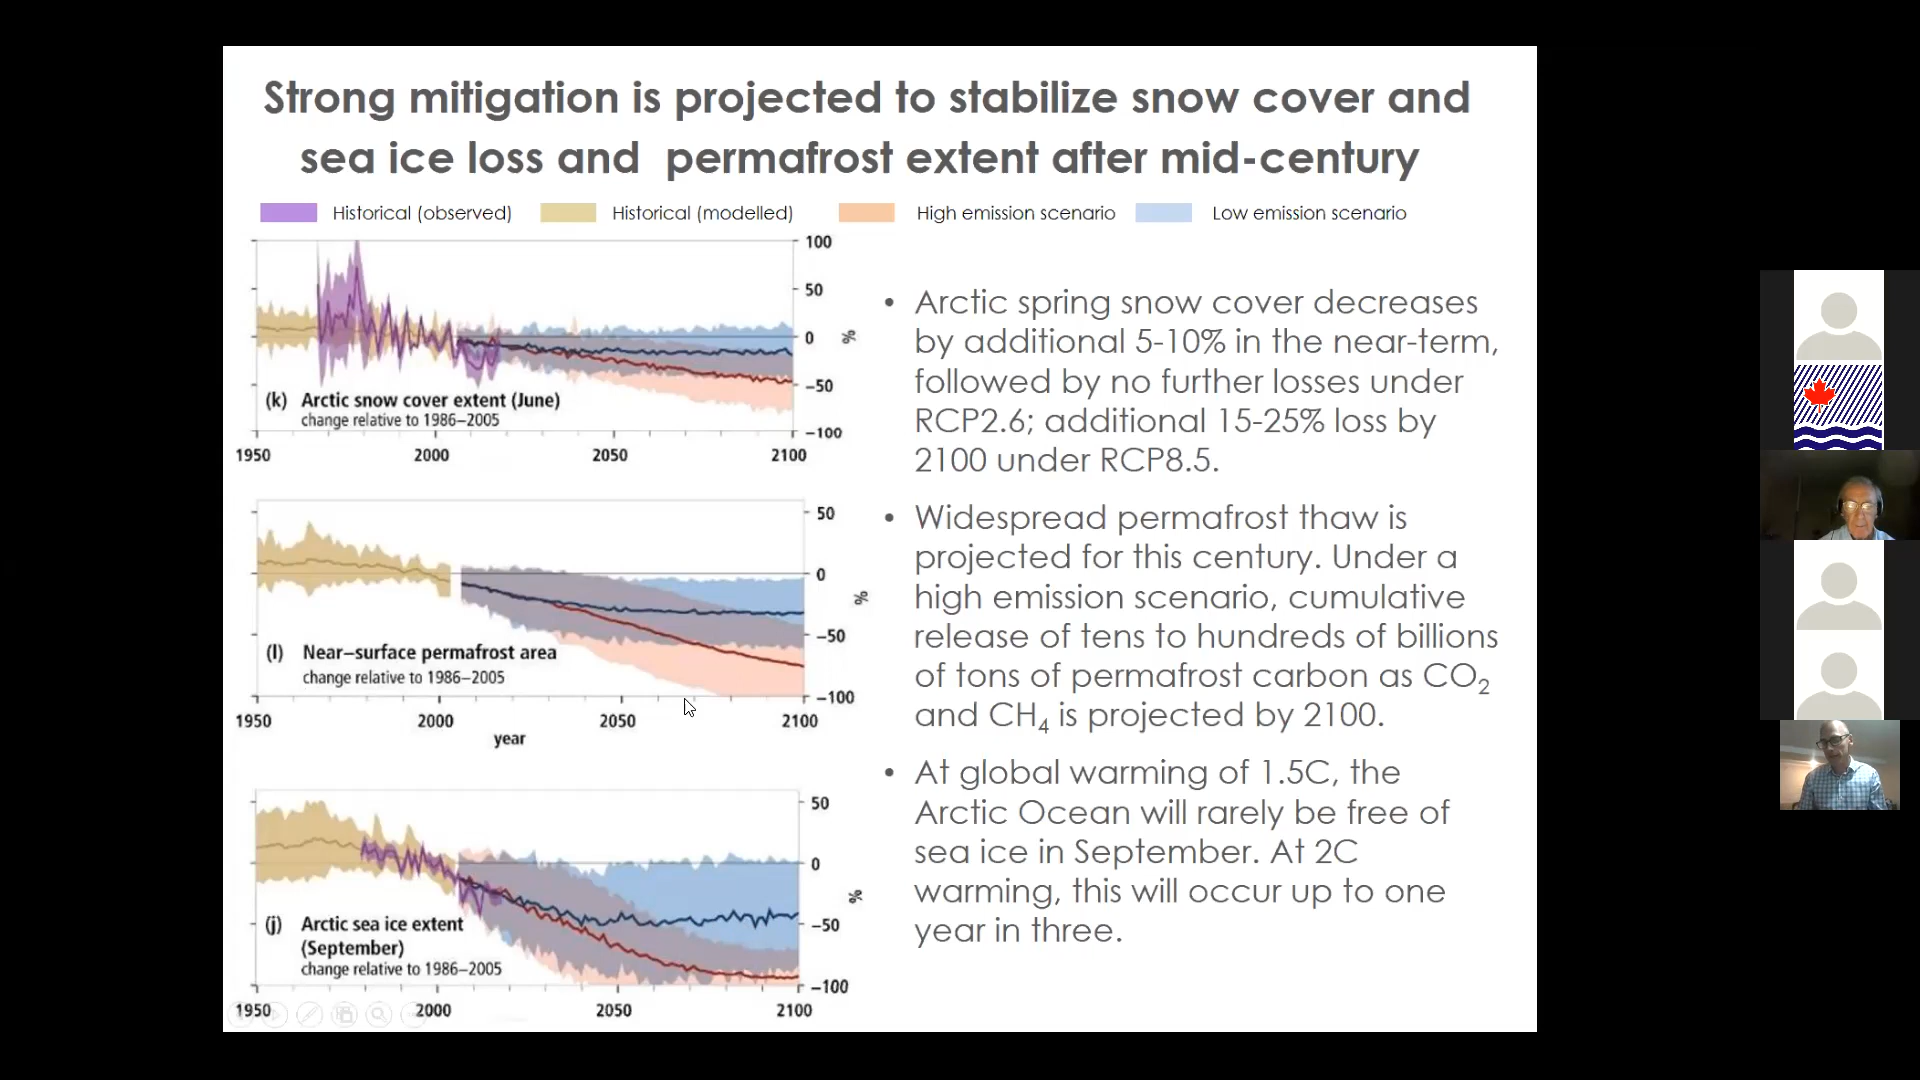 Strong mitigation is projected to stabilize snow cover and
sea ice loss and permafrost extent after mid-century
Historical (observed)
Historical (modelled)
High emission scenario
Low emission scenario
100
50
0
%
−50
−100
(k) Arctic snow cover extent (June)
change relative to 1986–2005
1950 2000 2050 2100
50
0
%
−50
−100
(l) Near–surface permafrost area
change relative to 1986–2005
1950 2000 2050 2100
year
50
0
%
−50
−100
(j) Arctic sea ice extent
(September)
change relative to 1986–2005
1950 2000 2050 2100
• Arctic spring snow cover decreases
by additional 5-10% in the near-term,
followed by no further losses under
RCP2.6; additional 15-25% loss by
2100 under RCP8.5.
• Widespread permafrost thaw is
projected for this century. Under a
high emission scenario, cumulative
release of tens to hundreds of billions
of tons of permafrost carbon as CO₂
and CH₄ is projected by 2100.
• At global warming of 1.5C, the
Arctic Ocean will rarely be free of
sea ice in September. At 2C
warming, this will occur up to one
year in three.